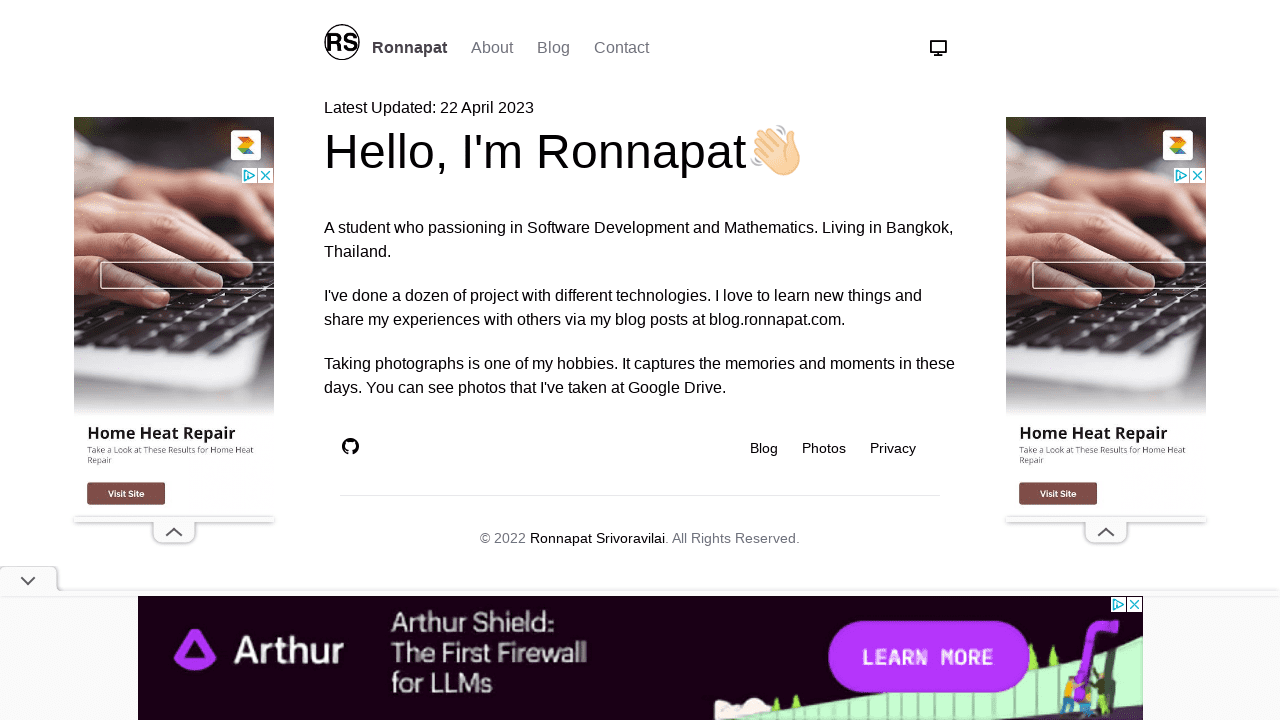 RS Ronnapat About Blog Contact
Latest Updated: 22 April 2023
Hello, I'm Ronnapat👋🏻
A student who passioning in Software Development and Mathematics. Living in Bangkok,
Thailand.
I've done a dozen of project with different technologies. I love to learn new things and
share my experiences with others via my blog posts at blog.ronnapat.com.
Taking photographs is one of my hobbies. It captures the memories and moments in these
days. You can see photos that I've taken at Google Drive.
Blog Photos Privacy
© 2022 Ronnapat Srivoravilai. All Rights Reserved.
Home Heat Repair
Take a Look at These Results for Home Heat
Repair
Visit Site
Home Heat Repair
Take a Look at These Results for Home Heat
Repair
Visit Site
Arthur
Arthur Shield:
The First Firewall
for LLMs
LEARN MORE